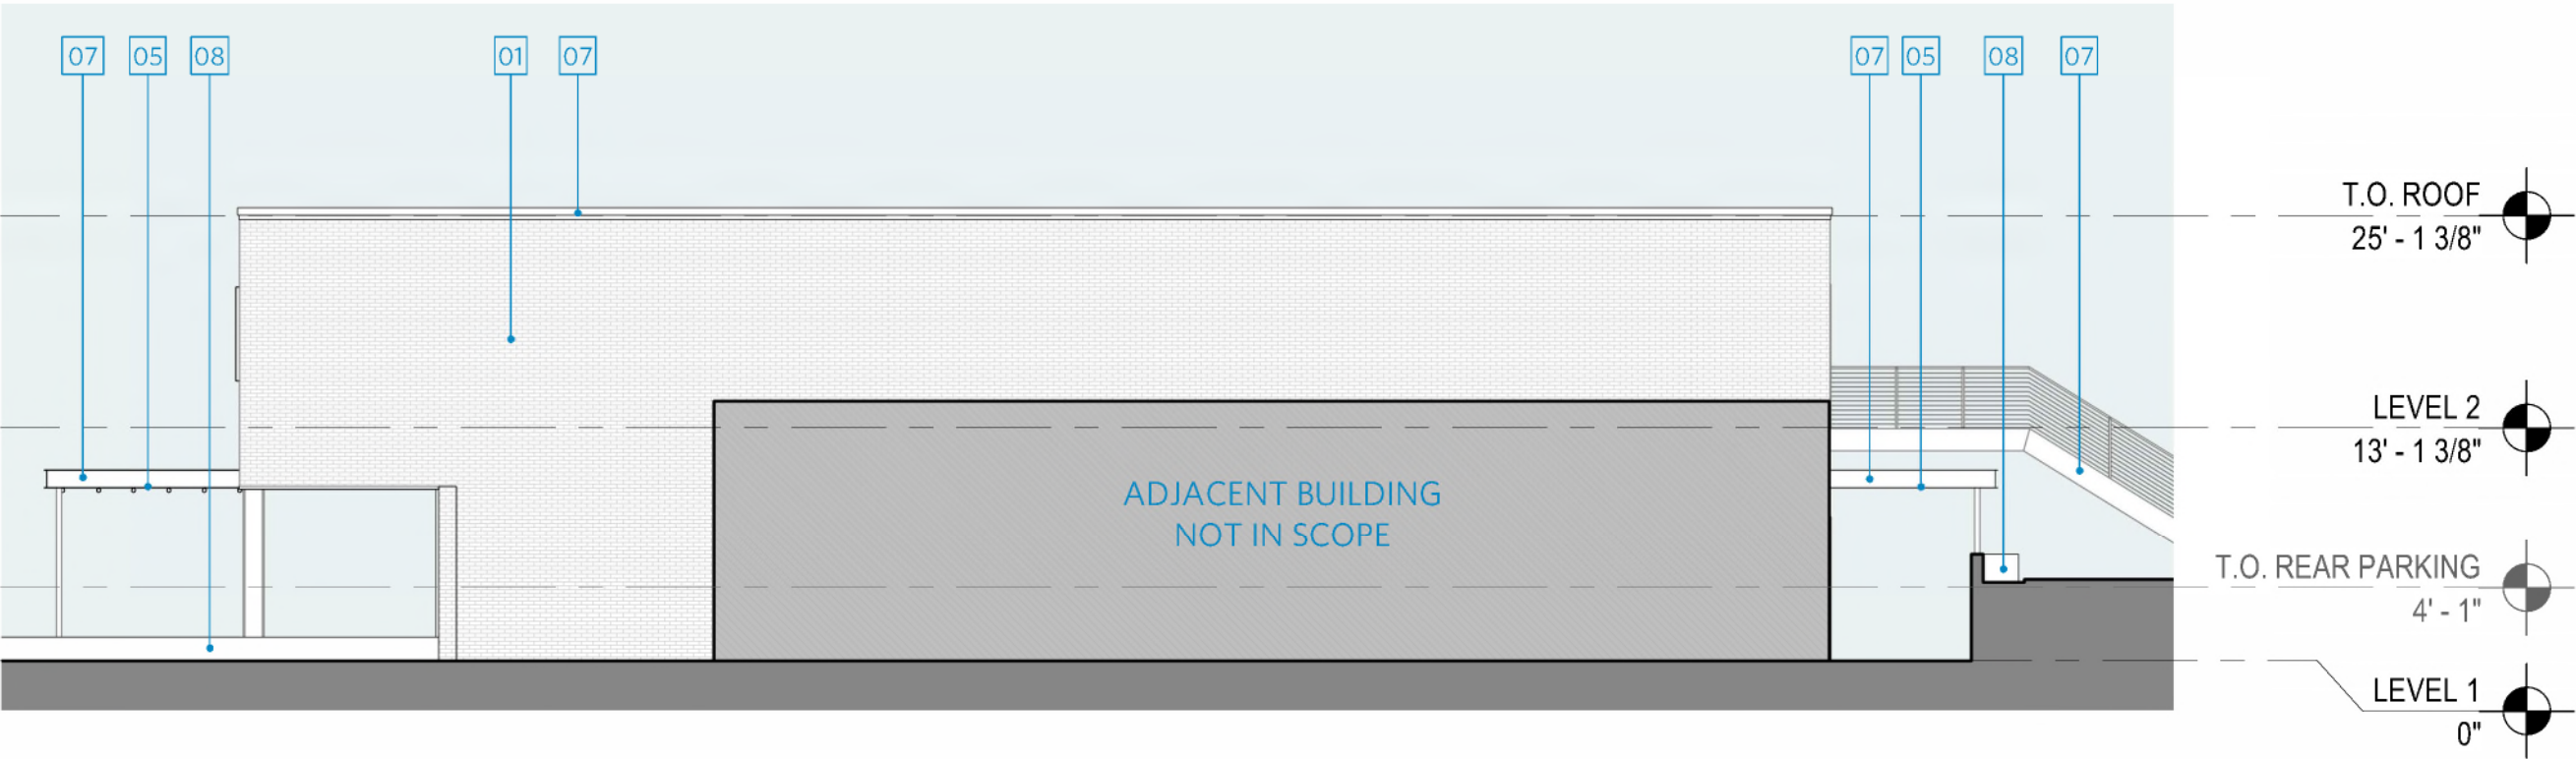 07 05 08 01 07 07 05 08 07
T.O. ROOF
25' - 1 3/8"
LEVEL 2
13' - 1 3/8"
ADJACENT BUILDING
NOT IN SCOPE
T.O. REAR PARKING
4' - 1"
LEVEL 1
0"